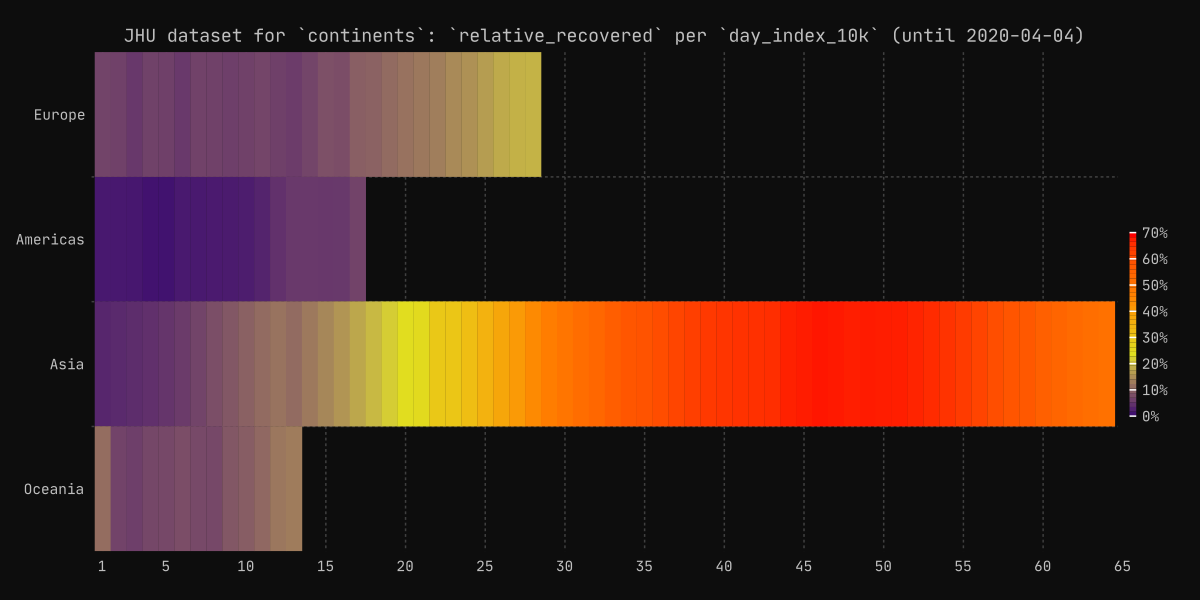 JHU dataset for `continents`: `relative_recovered` per `day_index_10k` (until 2020-04-04)
Europe
Americas
Asia
Oceania
70%
60%
50%
40%
30%
20%
10%
0%
1 5 10 15 20 25 30 35 40 45 50 55 60 65